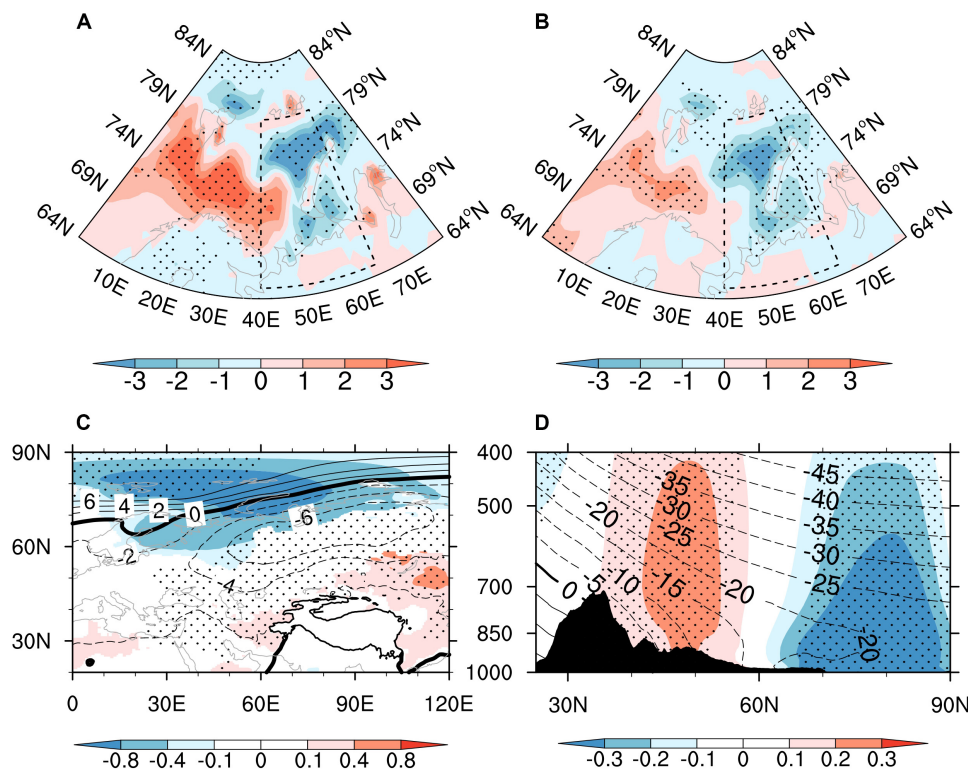 A
84N
84°N
79N
79°N
74N
74°N
69N
69°N
64N
64°N
10E 20E 30E 40E 50E 60E 70E
-3 -2 -1 0 1 2 3
B
84N
84°N
79N
79°N
74N
74°N
69N
69°N
64N
64°N
10E 20E 30E 40E 50E 60E 70E
-3 -2 -1 0 1 2 3
C
90N
60N
30N
6 4 2 0 -6
-2
4
0 30E 60E 90E 120E
-0.8 -0.4 -0.1 0 0.1 0.4 0.8
D
400
500
700
850
1000
-45
-40
-35
-30
-25
-20
35
-30
-25
-20
-15
-20
-10
-5
0
30N 60N 90N
-0.3 -0.2 -0.1 0 0.1 0.2 0.3